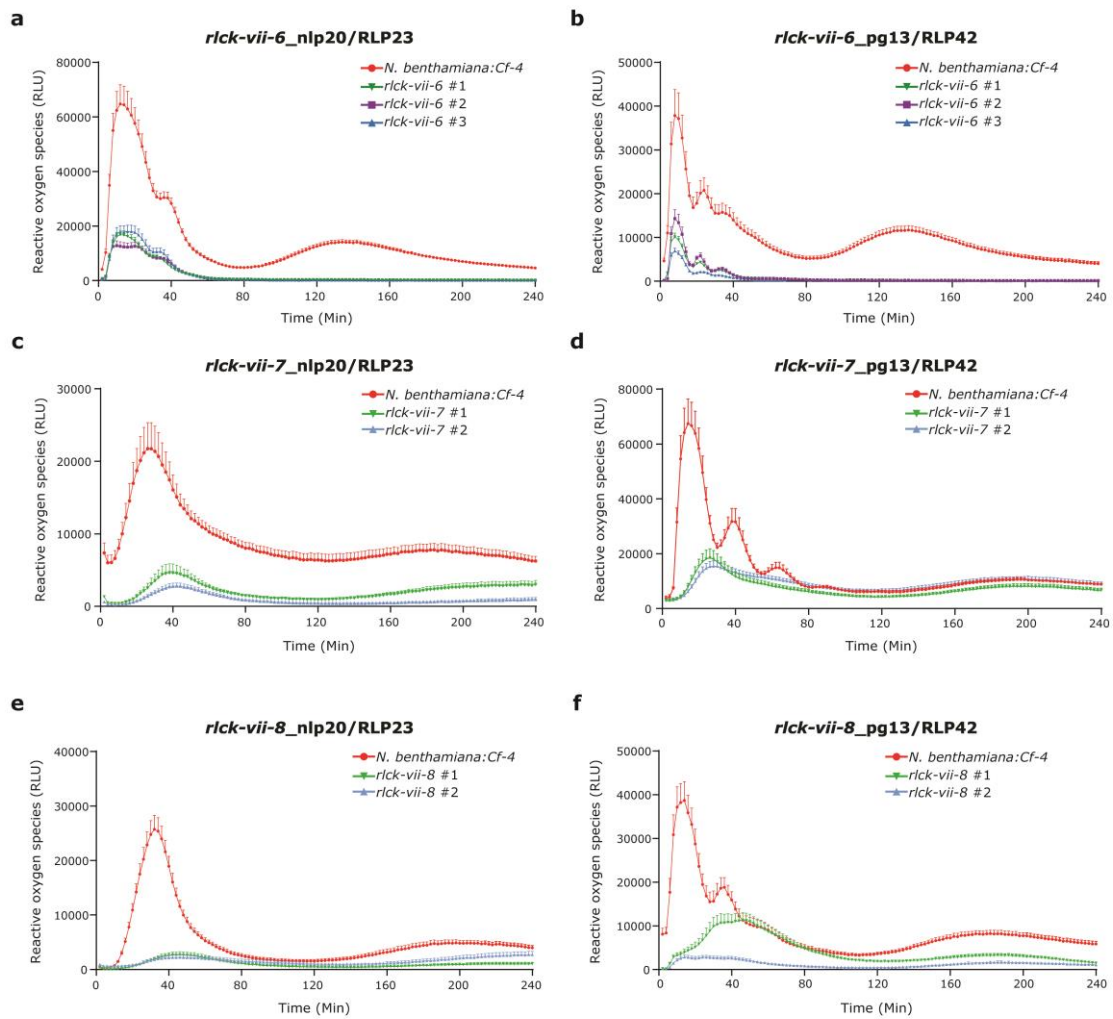 a
rlck-vii-6_nlp20/RLP23
Reactive oxygen species (RLU)
80000
60000
40000
20000
0
N. benthamiana:Cf-4
rlck-vii-6 #1
rlck-vii-6 #2
rlck-vii-6 #3
0 40 80 120 160 200 240
Time (Min)
b
rlck-vii-6_pg13/RLP42
Reactive oxygen species (RLU)
50000
40000
30000
20000
10000
0
N. benthamiana:Cf-4
rlck-vii-6 #1
rlck-vii-6 #2
rlck-vii-6 #3
0 40 80 120 160 200 240
Time (Min)
c
rlck-vii-7_nlp20/RLP23
Reactive oxygen species (RLU)
30000
20000
10000
0
N. benthamiana:Cf-4
rlck-vii-7 #1
rlck-vii-7 #2
0 40 80 120 160 200 240
Time (Min)
d
rlck-vii-7_pg13/RLP42
Reactive oxygen species (RLU)
80000
60000
40000
20000
0
N. benthamiana:Cf-4
rlck-vii-7 #1
rlck-vii-7 #2
0 40 80 120 160 200 240
Time (Min)
e
rlck-vii-8_nlp20/RLP23
Reactive oxygen species (RLU)
40000
30000
20000
10000
0
N. benthamiana:Cf-4
rlck-vii-8 #1
rlck-vii-8 #2
0 40 80 120 160 200 240
Time (Min)
f
rlck-vii-8_pg13/RLP42
Reactive oxygen species (RLU)
50000
40000
30000
20000
10000
0
N. benthamiana:Cf-4
rlck-vii-8 #1
rlck-vii-8 #2
0 40 80 120 160 200 240
Time (Min)